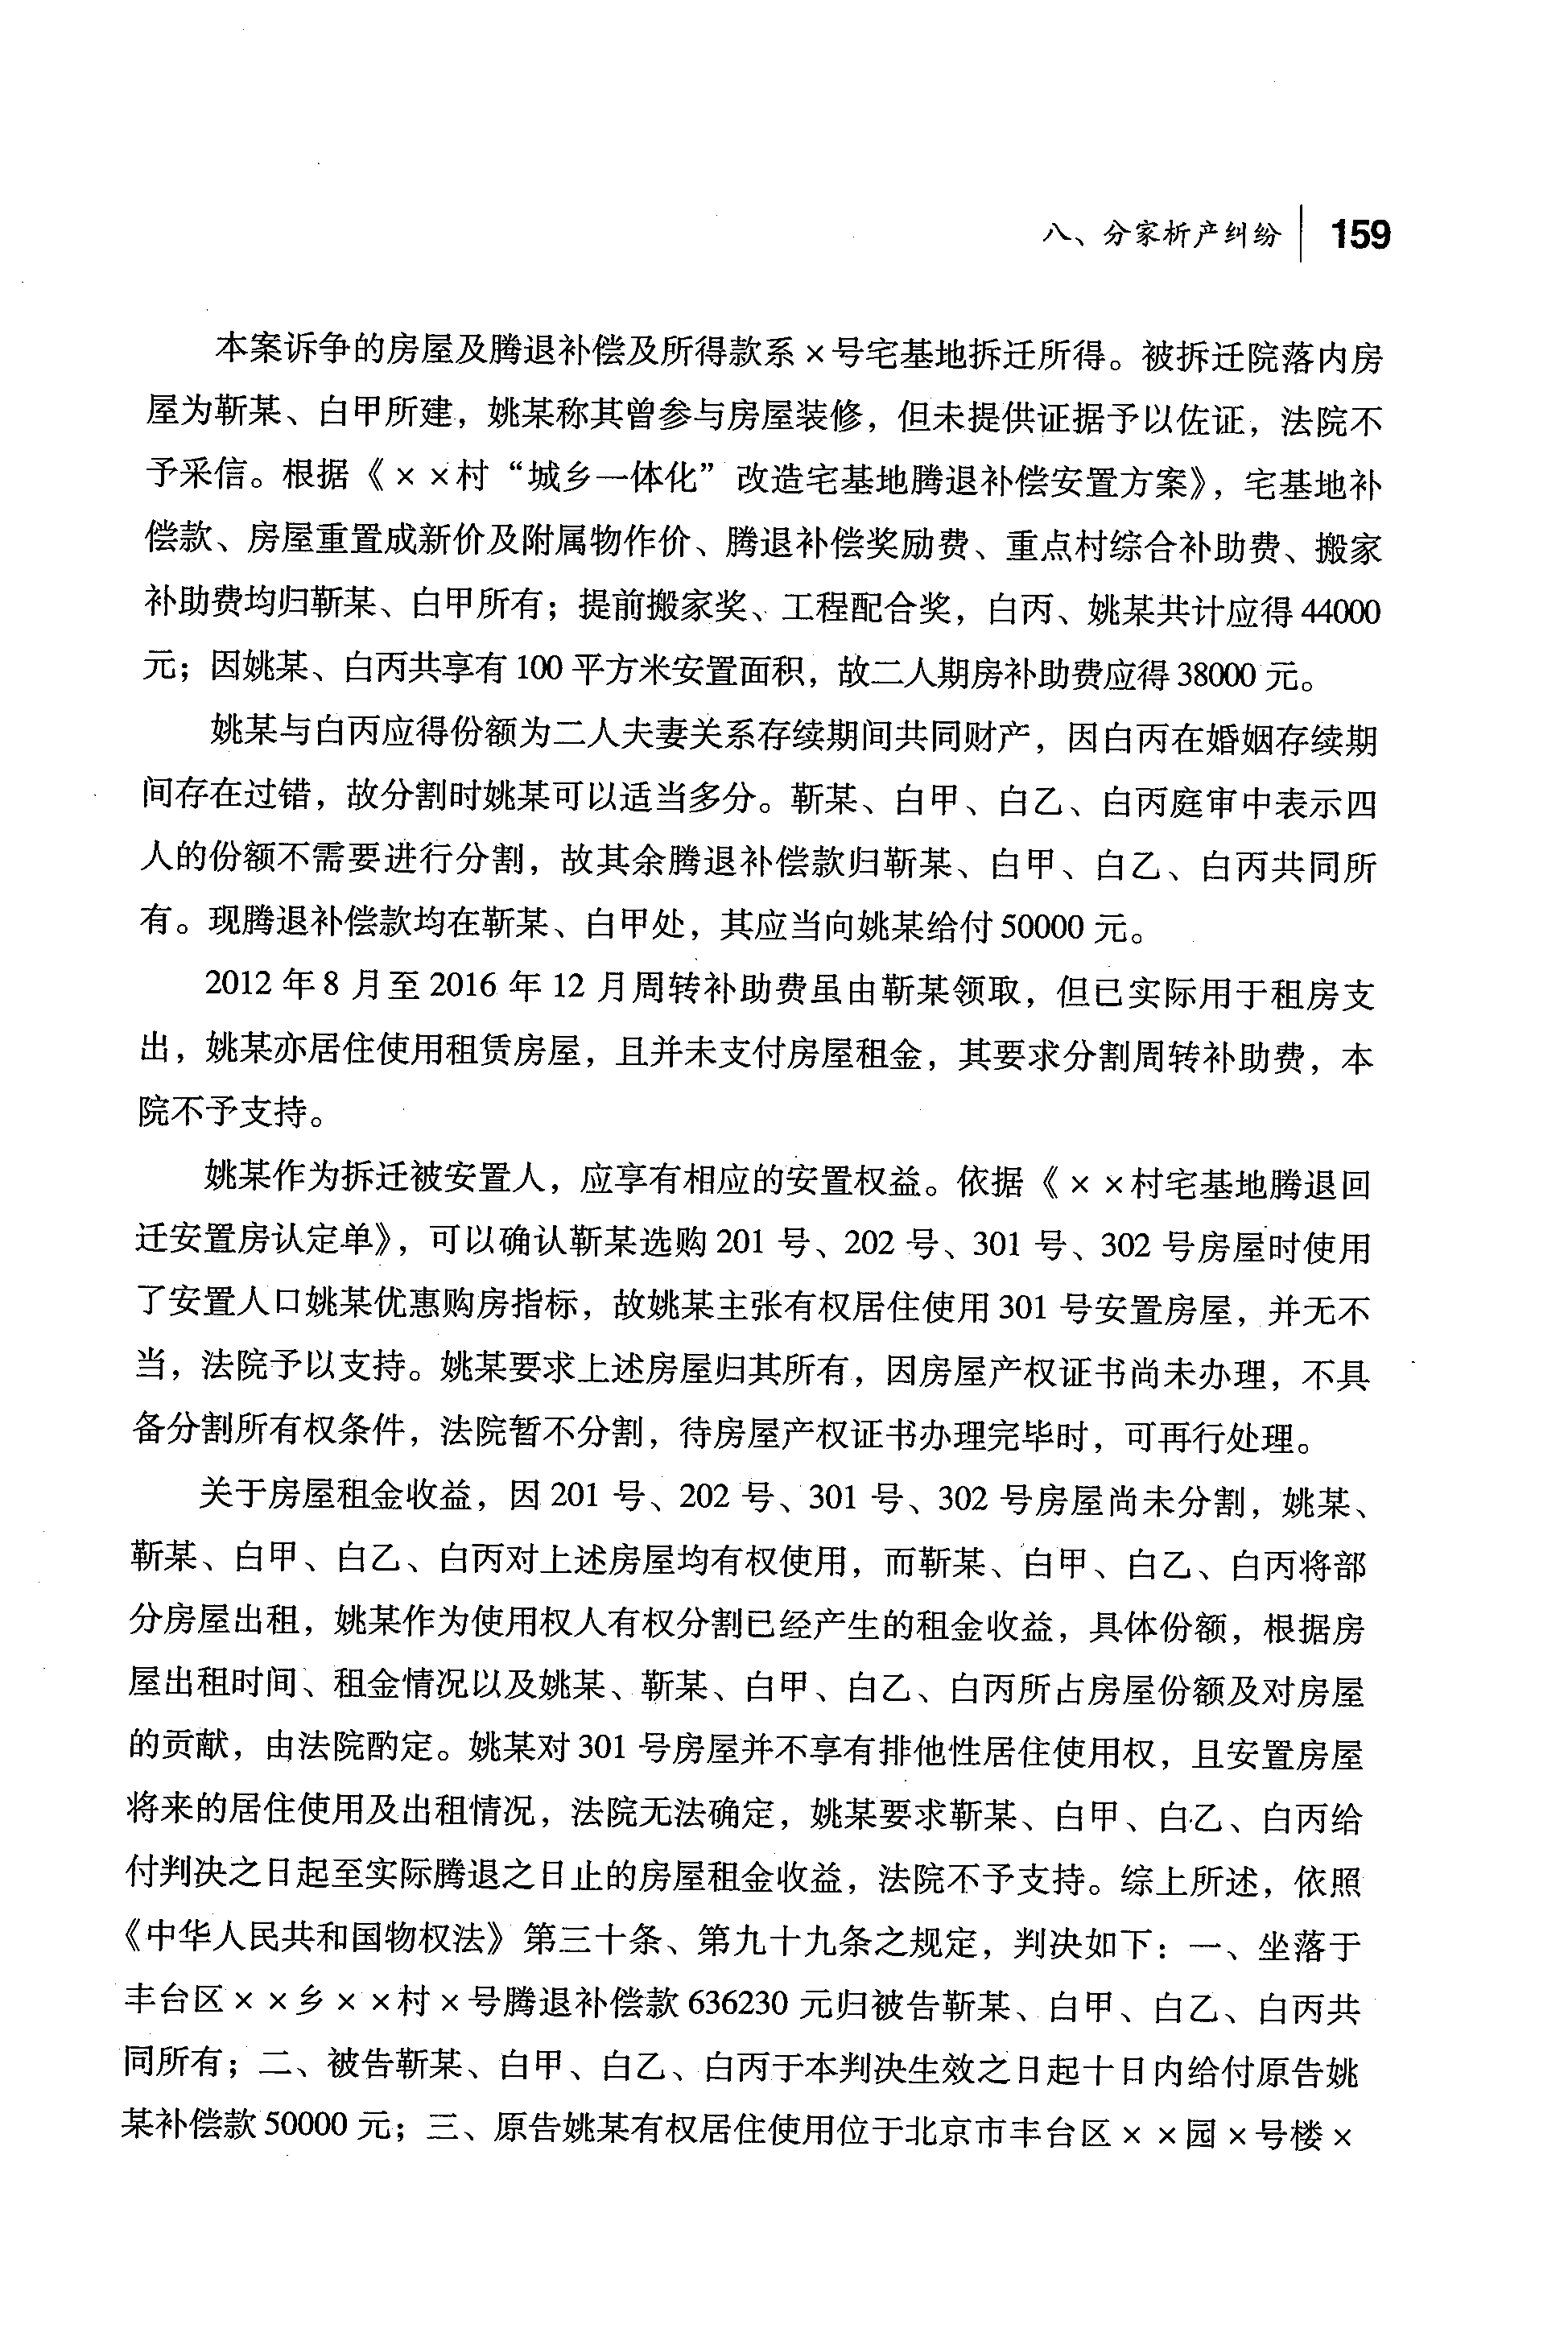 八、分家析产纠纷 159
本案诉争的房屋及腾退补偿及所得款系×号宅基地拆迁所得。被拆迁院落内房
屋为靳某、白甲所建，姚某称其曾参与房屋装修，但未提供证据予以佐证，法院不
予采信。根据《××村“城乡一体化”改造宅基地腾退补偿安置方案》，宅基地补
偿款、房屋重置成新价及附属物作价、腾退补偿奖励费、重点村综合补助费、搬家
补助费均归靳某、白甲所有；提前搬家奖、工程配合奖，白丙、姚某共计应得44000
元；因姚某、白丙共享有100平方米安置面积，故二人期房补助费应得38000元。
姚某与白丙应得份额为二人夫妻关系存续期间共同财产，因白丙在婚姻存续期
间存在过错，故分割时姚某可以适当多分。靳某、白甲、白乙、白丙庭审中表示四
人的份额不需要进行分割，故其余腾退补偿款归靳某、白甲、白乙、白丙共同所
有。现腾退补偿款均在靳某、白甲处，其应当向姚某给付50000元。
2012年8月至2016年12月周转补助费虽由靳某领取，但已实际用于租房支
出，姚某亦居住使用租赁房屋，且并未支付房屋租金，其要求分割周转补助费，本
院不予支持。
姚某作为拆迁被安置人，应享有相应的安置权益。依据《××村宅基地腾退回
迁安置房认定单》，可以确认靳某选购201号、202号、301号、302号房屋时使用
了安置人口姚某优惠购房指标，故姚某主张有权居住使用301号安置房屋，并无不
当，法院予以支持。姚某要求上述房屋归其所有，因房屋产权证书尚未办理，不具
备分割所有权条件，法院暂不分割，待房屋产权证书办理完毕时，可再行处理。
关于房屋租金收益，因201号、202号、301号、302号房屋尚未分割，姚某、
靳某、白甲、白乙、白丙对上述房屋均有权使用，而靳某、白甲、白乙、白丙将部
分房屋出租，姚某作为使用权人有权分割已经产生的租金收益，具体份额，根据房
屋出租时间、租金情况以及姚某、靳某、白甲、白乙、白丙所占房屋份额及对房屋
的贡献，由法院酌定。姚某对301号房屋并不享有排他性居住使用权，且安置房屋
将来的居住使用及出租情况，法院无法确定，姚某要求靳某、白甲、白乙、白丙给
付判决之日起至实际腾退之日止的房屋租金收益，法院不予支持。综上所述，依照
《中华人民共和国物权法》第三十条、第九十九条之规定，判决如下：一、坐落于
丰台区××乡××村×号腾退补偿款636230元归被告靳某、白甲、白乙、白丙共
同所有；二、被告靳某、白甲、白乙、白丙于本判决生效之日起十日内给付原告姚
某补偿款50000元；三、原告姚某有权居住使用位于北京市丰台区××园×号楼×